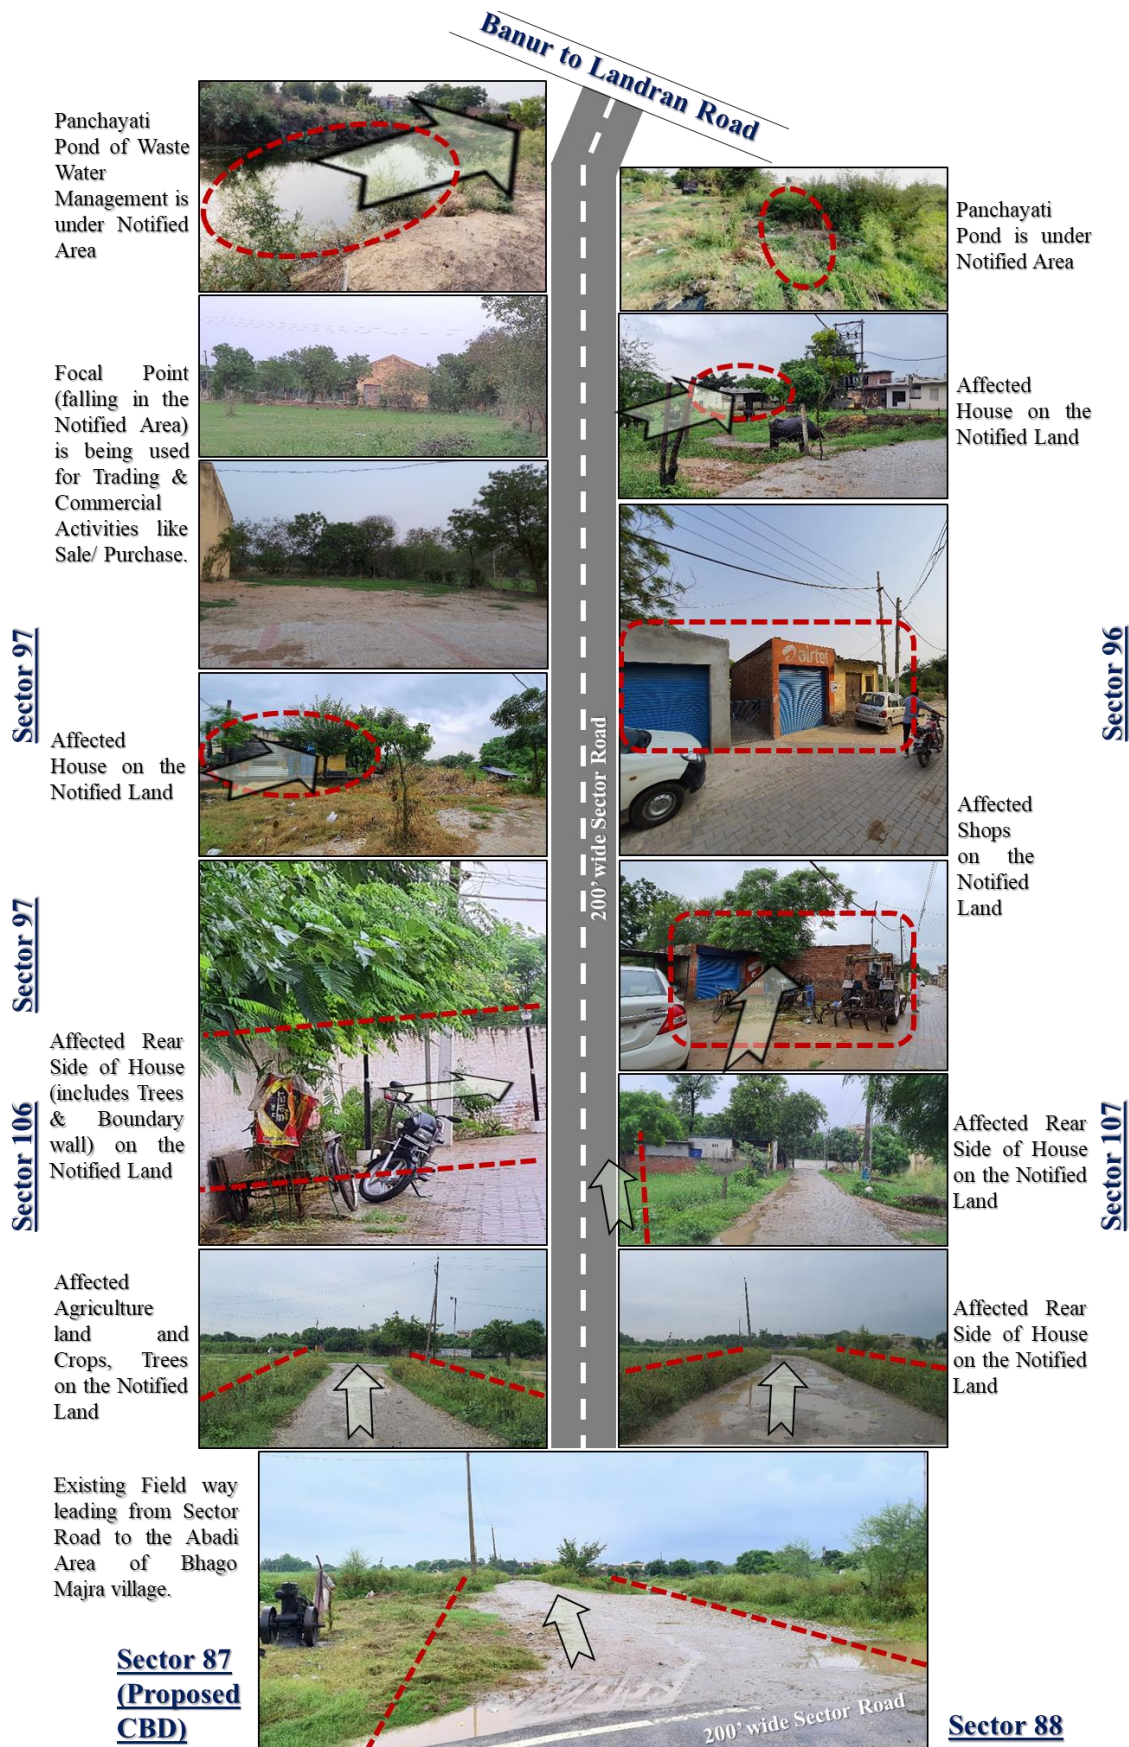 Banur to Landran Road
Panchayati
Pond of Waste
Water
Management is
under Notified
Area
Panchayati
Pond is under
Notified Area
Focal Point
(falling in the
Notified Area)
is being used
for Trading &
Commercial
Activities like
Sale/ Purchase.
Affected
House on the
Notified Land
Sector 97
Sector 96
airtel
Affected
House on the
Notified Land
200' wide Sector Road
Affected
Shops
on the
Notified
Land
Sector 97
Affected Rear
Side of House
(includes Trees
& Boundary
wall) on the
Notified Land
Sector 106
Affected Rear
Side of House
on the Notified
Land
Sector 107
Affected
Agriculture
land and
Crops, Trees
on the Notified
Land
Affected Rear
Side of House
on the Notified
Land
Existing Field way
leading from Sector
Road to the Abadi
Area of Bhago
Majra village.
Sector 87
(Proposed
CBD)
200' wide Sector Road
Sector 88